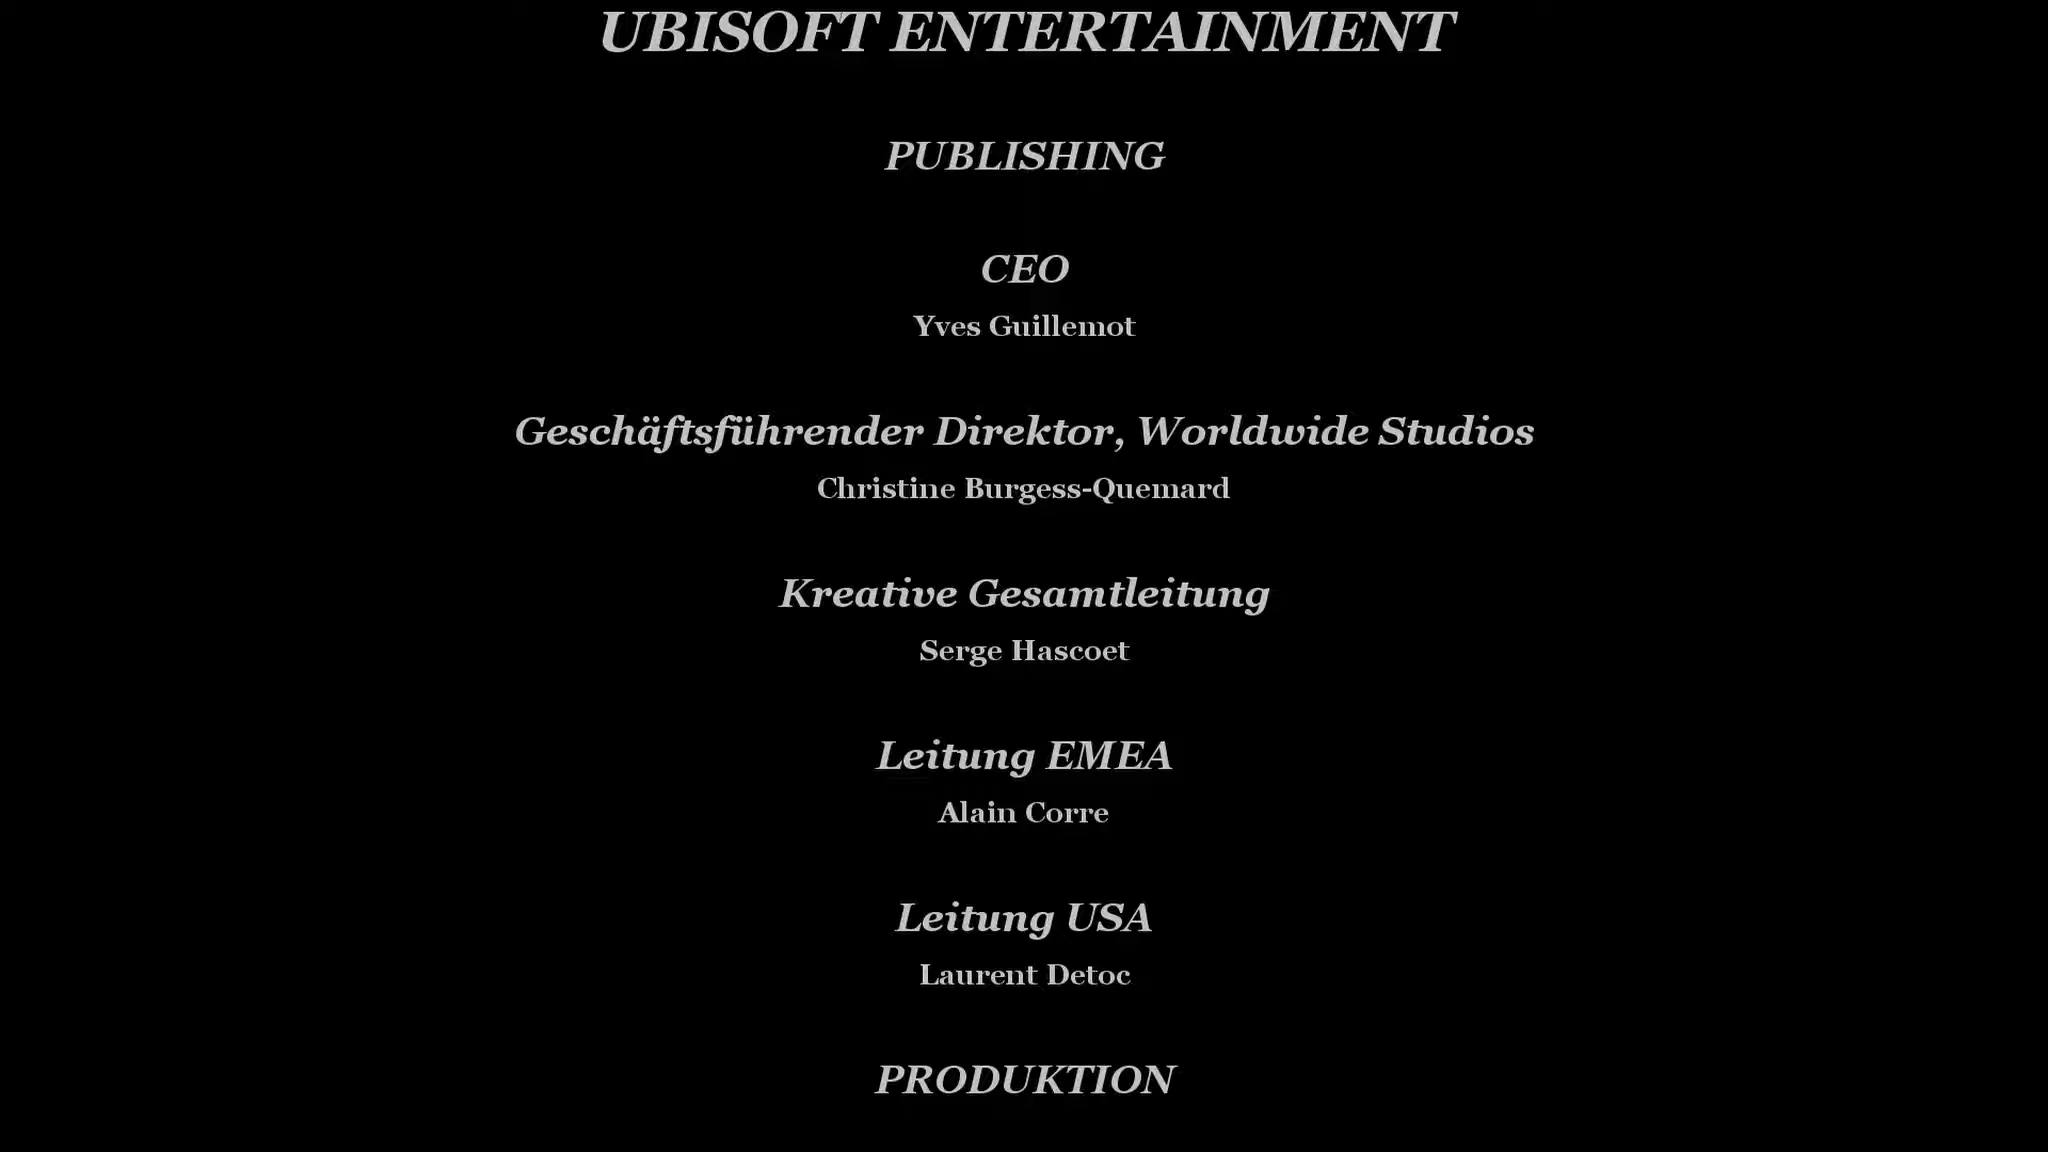 UBISOFT ENTERTAINMENT
PUBLISHING
CEO
Yves Guillemot
Geschäftsführender Direktor, Worldwide Studios
Christine Burgess-Quemard
Kreative Gesamtleitung
Serge Hascoet
Leitung EMEA
Alain Corre
Leitung USA
Laurent Detoc
PRODUKTION